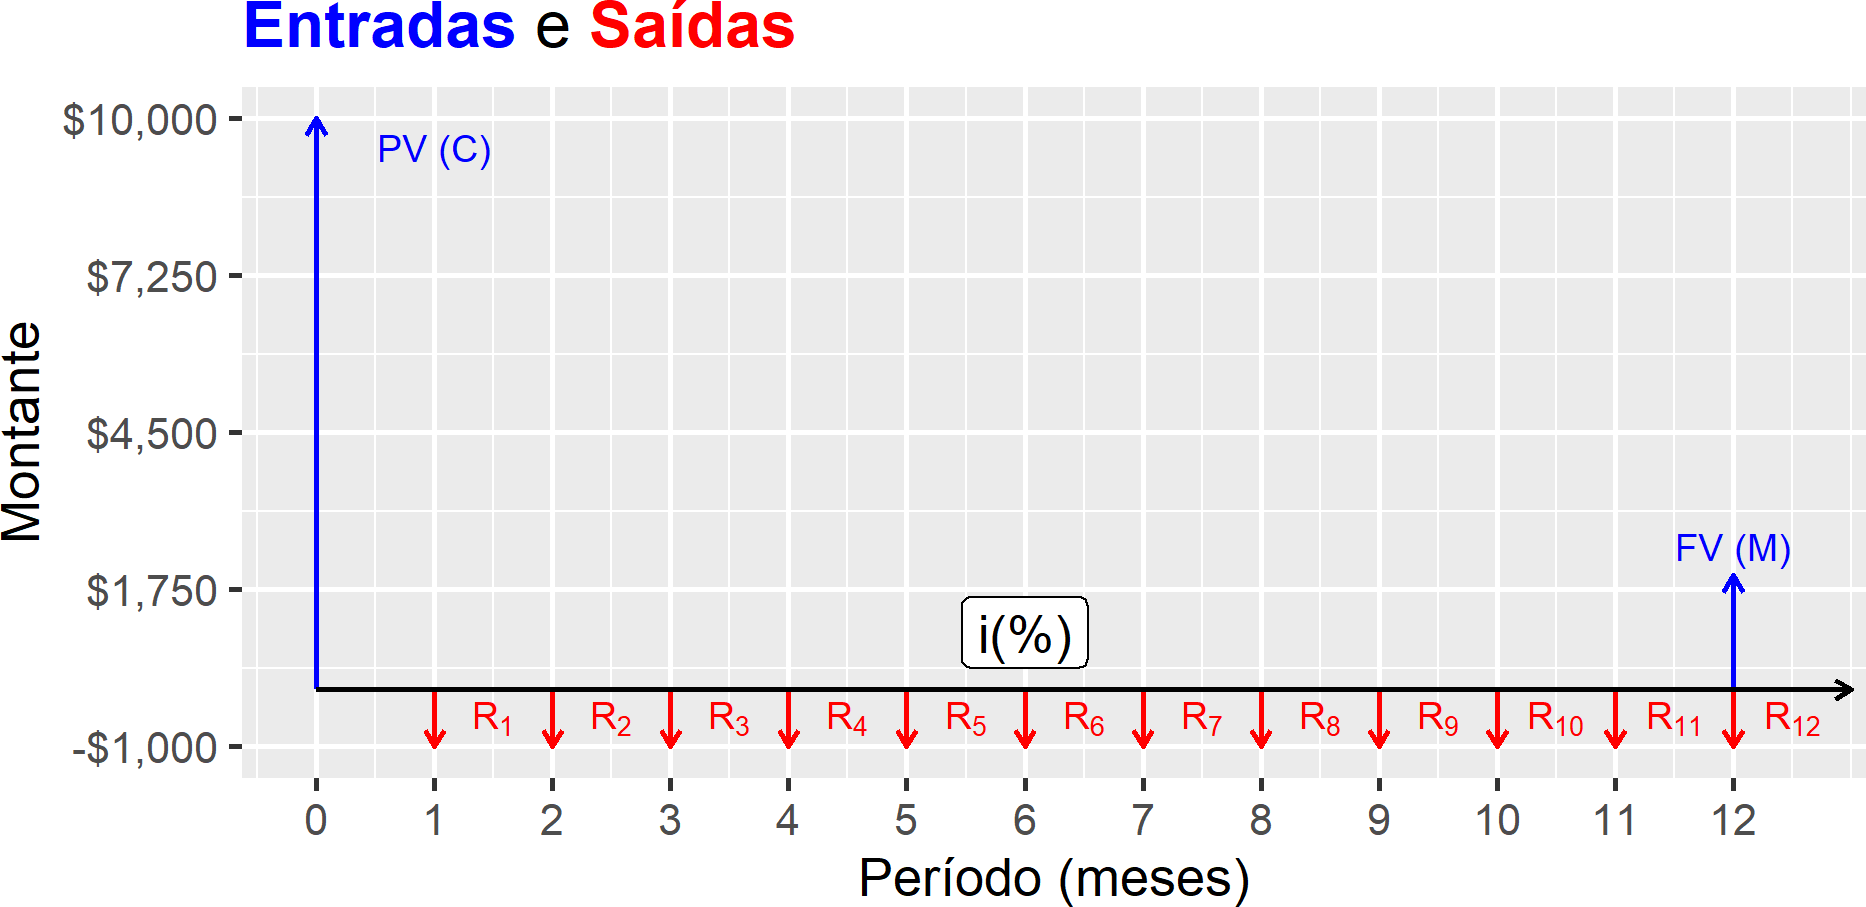 Entradas e Saídas
$10,000
PV (C)
$7,250
$4,500
FV (M)
$1,750
i(%)
R1 R2 R3 R4 R5 R6 R7 R8 R9 R10 R11 R12
-$1,000
0 1 2 3 4 5 6 7 8 9 10 11 12
Período (meses)
Montante